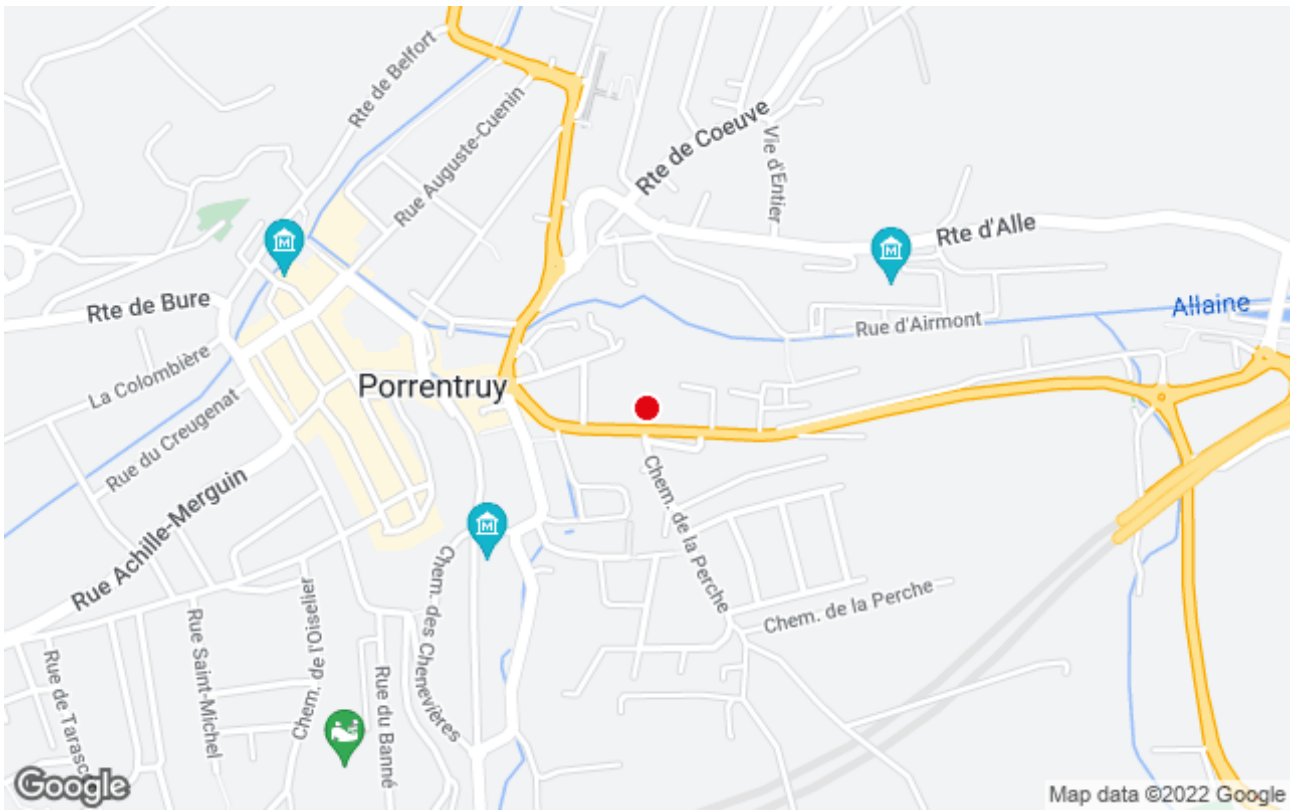 Rte de Belfort
Rue Auguste-Cuenin
Rte de Coeuve
Vie d'Entier
Rte d'Alle
M
M
Rte de Bure
Allaine
Rue d'Airmont
La Colombière
Porrentruy
Rue du Creugenat
Rue Achille-Merguin
Chem. de la Perche
M
Chem. des Chenevières
Chem. de la Perche
Chem. de l'Oiselier
Rue Saint-Michel
Rue de Tarasc
Rue du Banné
Google
Map data ©2022 Google